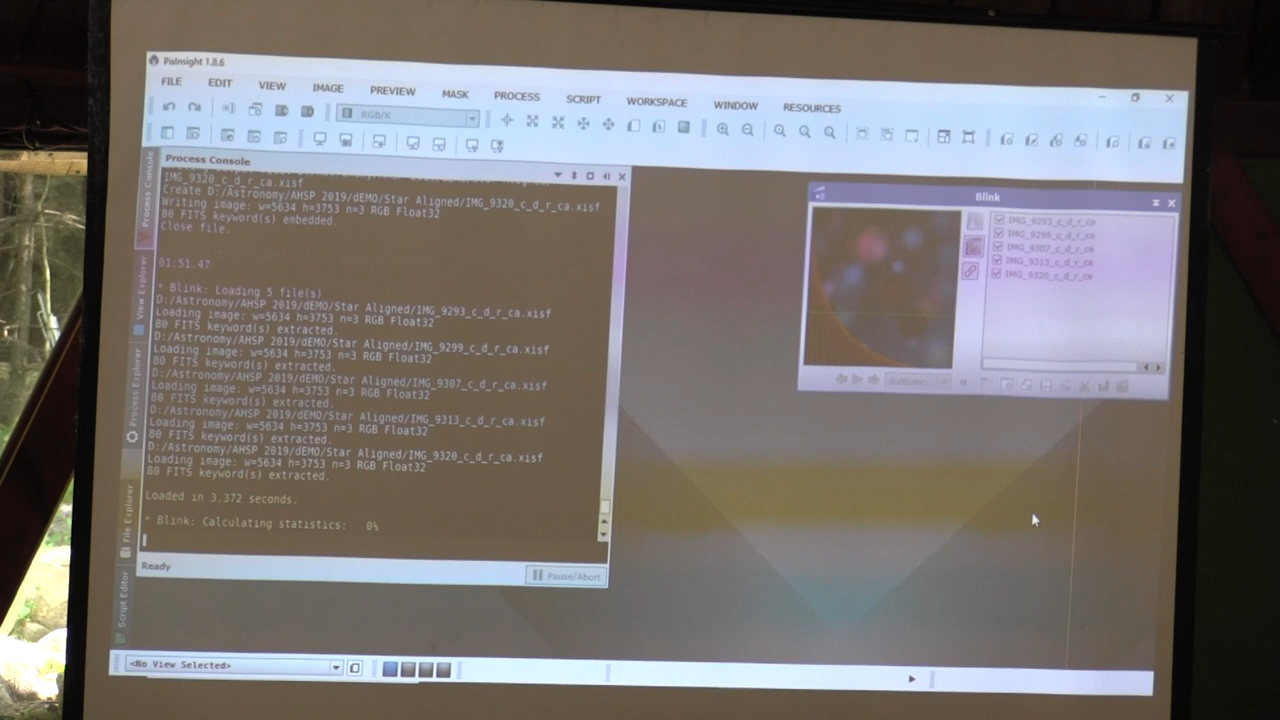 PixInsight 1.8.6
FILE EDIT VIEW IMAGE PREVIEW MASK PROCESS SCRIPT WORKSPACE WINDOW RESOURCES
RGB/K
Process Console
Process Console
View Explorer
Process Explorer
File Explorer
Script Editor
IMG_9320_c_d_r_ca.xisf
Create D:/Astronomy/AHSP 2019/dEMO/Star Aligned/IMG_9320_c_d_r_ca.xisf
Writing image: w=5634 h=3753 n=3 RGB Float32
80 FITS keyword(s) embedded.
Close file.
01:51.47
* Blink: Loading 5 file(s)
D:/Astronomy/AHSP 2019/dEMO/Star Aligned/IMG_9293_c_d_r_ca.xisf
Loading image: w=5634 h=3753 n=3 RGB Float32
80 FITS keyword(s) extracted.
D:/Astronomy/AHSP 2019/dEMO/Star Aligned/IMG_9299_c_d_r_ca.xisf
Loading image: w=5634 h=3753 n=3 RGB Float32
80 FITS keyword(s) extracted.
D:/Astronomy/AHSP 2019/dEMO/Star Aligned/IMG_9307_c_d_r_ca.xisf
Loading image: w=5634 h=3753 n=3 RGB Float32
80 FITS keyword(s) extracted.
D:/Astronomy/AHSP 2019/dEMO/Star Aligned/IMG_9313_c_d_r_ca.xisf
Loading image: w=5634 h=3753 n=3 RGB Float32
80 FITS keyword(s) extracted.
D:/Astronomy/AHSP 2019/dEMO/Star Aligned/IMG_9320_c_d_r_ca.xisf
Loading image: w=5634 h=3753 n=3 RGB Float32
80 FITS keyword(s) extracted.
Loaded in 3.372 seconds.
* Blink: Calculating statistics: 0%
Ready
Pause/Abort
Blink
IMG_9293_c_d_r_ca
IMG_9299_c_d_r_ca
IMG_9307_c_d_r_ca
IMG_9313_c_d_r_ca
IMG_9320_c_d_r_ca
<No View Selected>